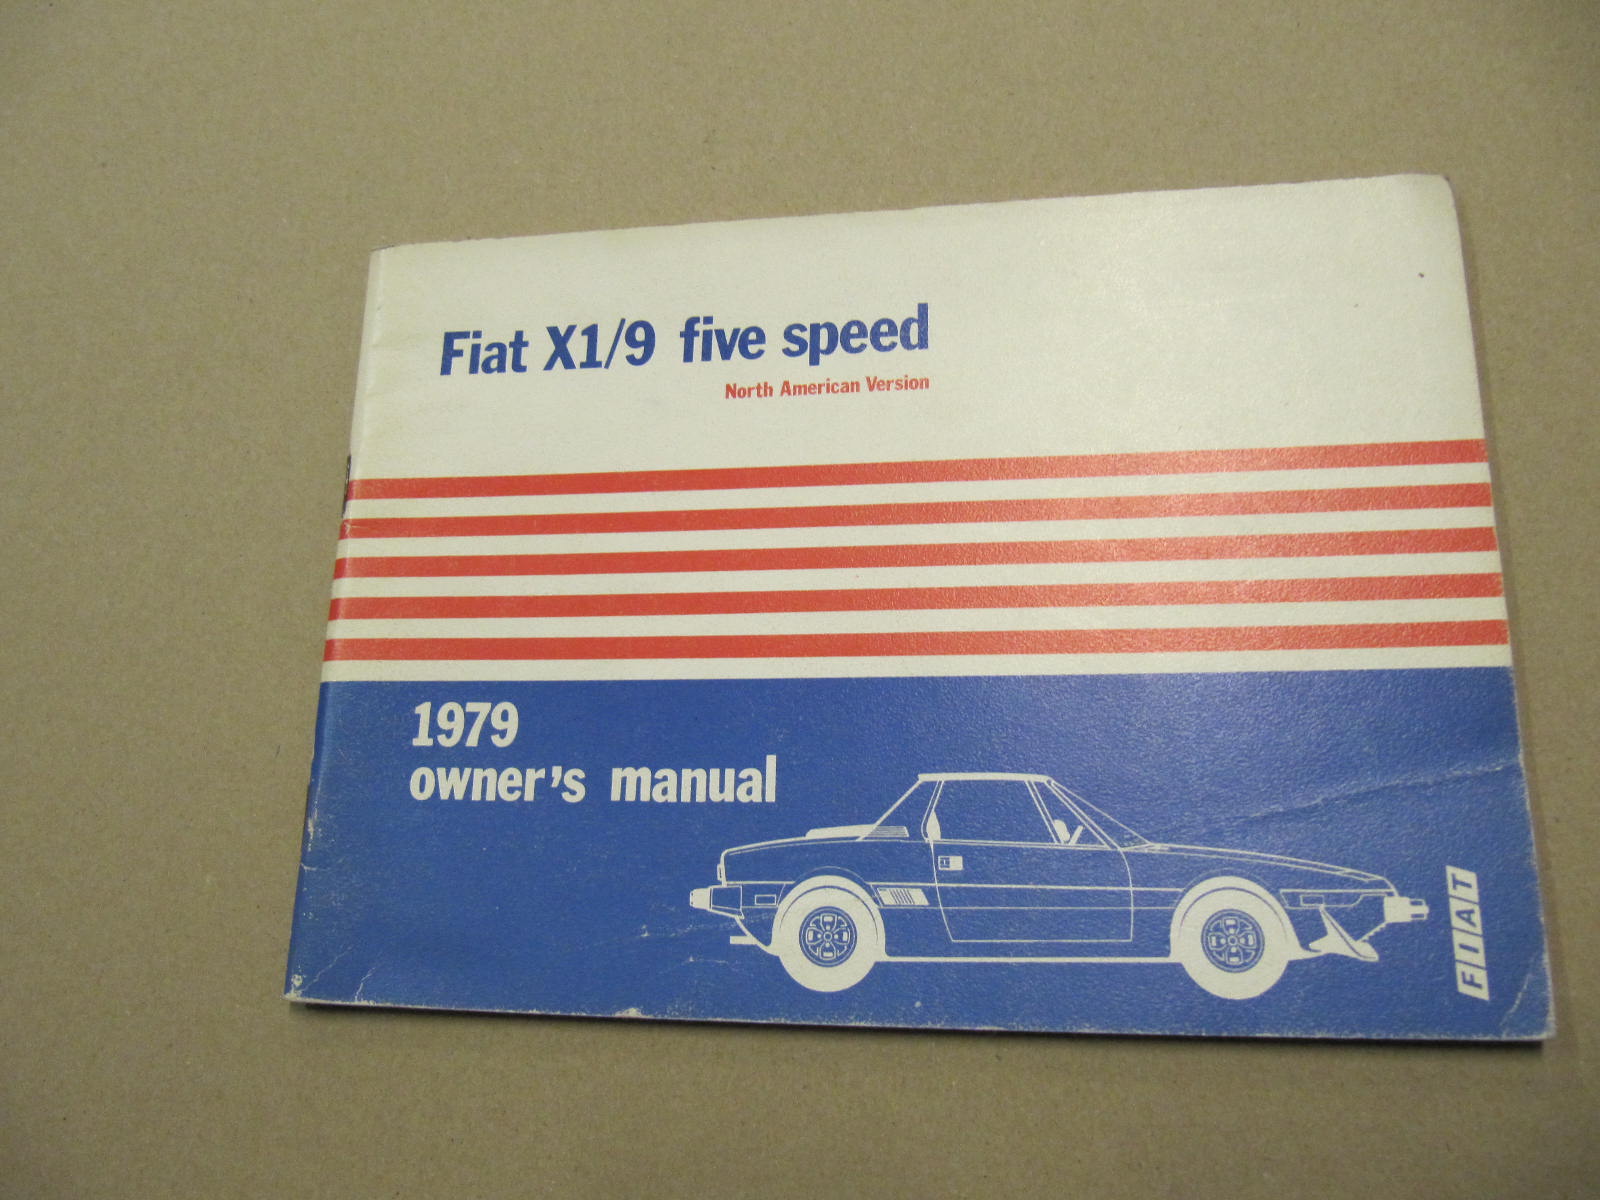 Fiat X1/9 five speed
North American Version
1979
owner's manual
FIAT